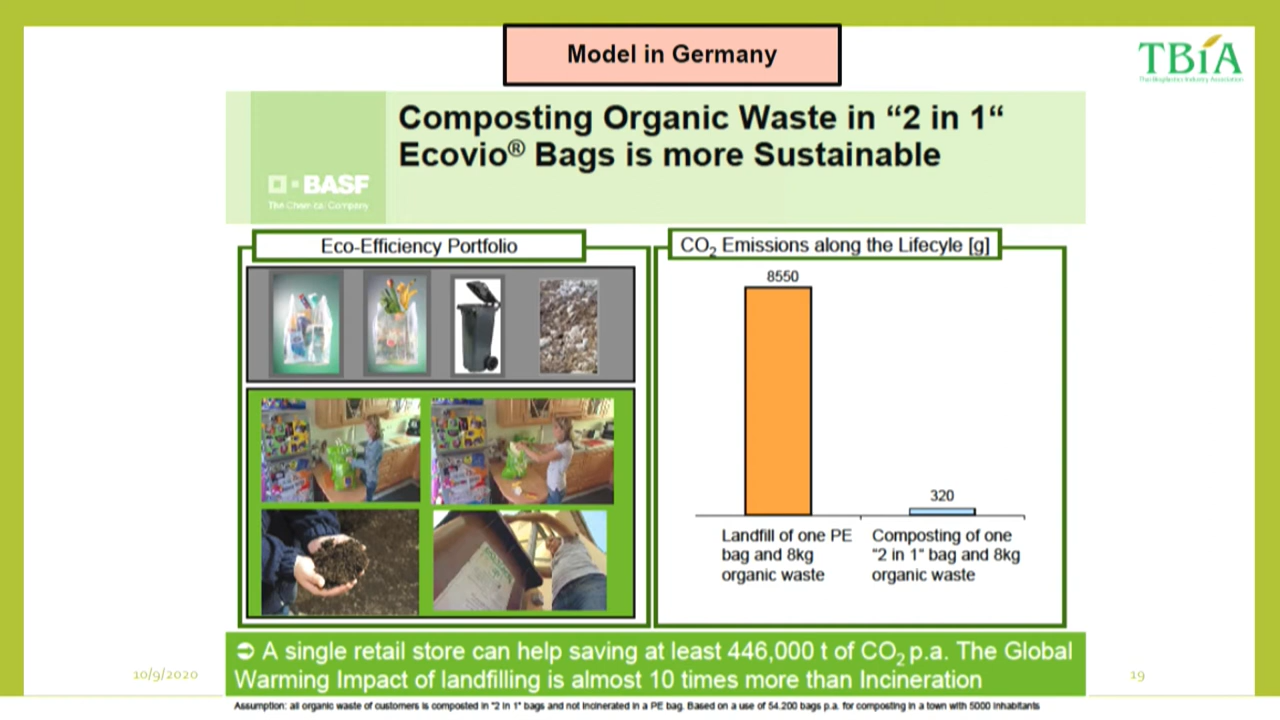 Model in Germany
TBiA
Thai Bioplastics Industry Association
Composting Organic Waste in “2 in 1“
Ecovio® Bags is more Sustainable
BASF
The Chemical Company
Eco-Efficiency Portfolio
CO2 Emissions along the Lifecyle [g]
8550
320
Landfill of one PE
bag and 8kg
organic waste
Composting of one
"2 in 1" bag and 8kg
organic waste
➲ A single retail store can help saving at least 446,000 t of CO2 p.a. The Global
Warming Impact of landfilling is almost 10 times more than Incineration
10/9/2020
19
Assumption: all organic waste of customers is composted in "2 in 1" bags and not incinerated in a PE bag. Based on a use of 54.200 bags p.a. for composting in a town with 5000 inhabitants